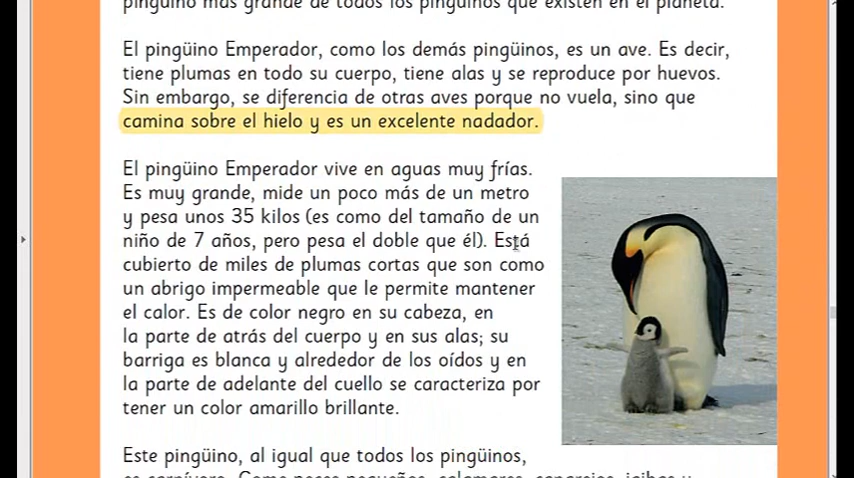 pingüino más grande de todos los pingüinos que existen en el planeta.
El pingüino Emperador, como los demás pingüinos, es un ave. Es decir,
tiene plumas en todo su cuerpo, tiene alas y se reproduce por huevos.
Sin embargo, se diferencia de otras aves porque no vuela, sino que
camina sobre el hielo y es un excelente nadador.
El pingüino Emperador vive en aguas muy frías.
Es muy grande, mide un poco más de un metro
y pesa unos 35 kilos (es como del tamaño de un
niño de 7 años, pero pesa el doble que él). Está
cubierto de miles de plumas cortas que son como
un abrigo impermeable que le permite mantener
el calor. Es de color negro en su cabeza, en
la parte de atrás del cuerpo y en sus alas; su
barriga es blanca y alrededor de los oídos y en
la parte de adelante del cuello se caracteriza por
tener un color amarillo brillante.
Este pingüino, al igual que todos los pingüinos,
es carnívoro. Come peces pequeños, calamares, cangrejos, jaibas y